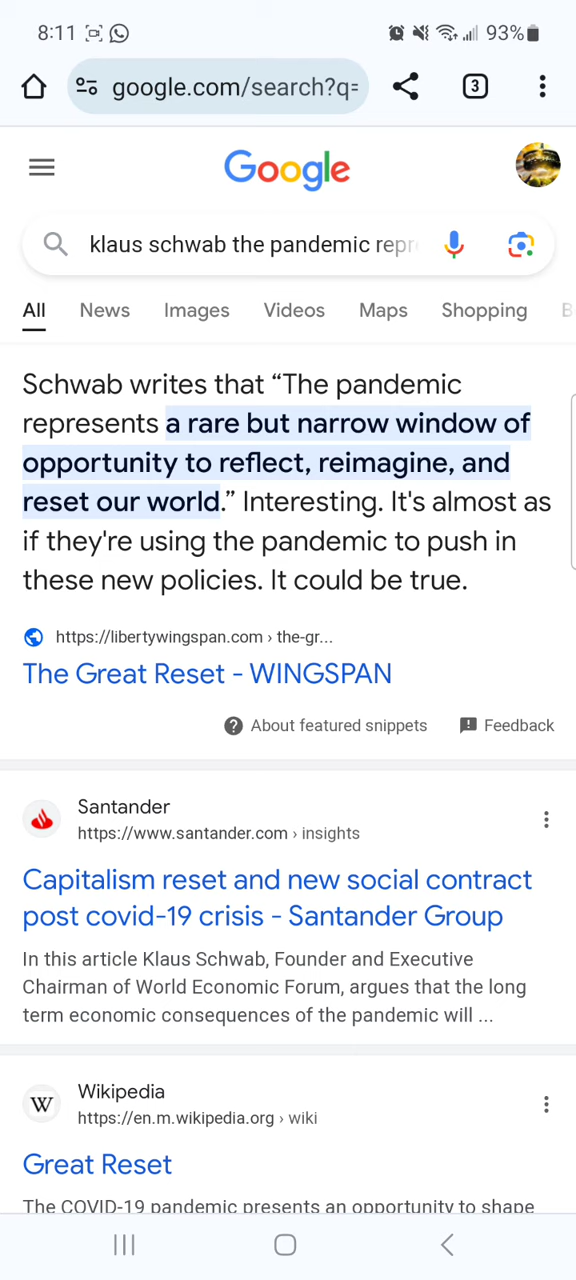 8:11
93%
google.com/search?q=
3
Google
klaus schwab the pandemic repr
All News Images Videos Maps Shopping B
Schwab writes that “The pandemic
represents a rare but narrow window of
opportunity to reflect, reimagine, and
reset our world.” Interesting. It's almost as
if they're using the pandemic to push in
these new policies. It could be true.
https://libertywingspan.com › the-gr...
The Great Reset - WINGSPAN
About featured snippets Feedback
Santander
https://www.santander.com › insights
Capitalism reset and new social contract
post covid-19 crisis - Santander Group
In this article Klaus Schwab, Founder and Executive
Chairman of World Economic Forum, argues that the long
term economic consequences of the pandemic will ...
W
Wikipedia
https://en.m.wikipedia.org › wiki
Great Reset
The COVID-19 pandemic presents an opportunity to shape